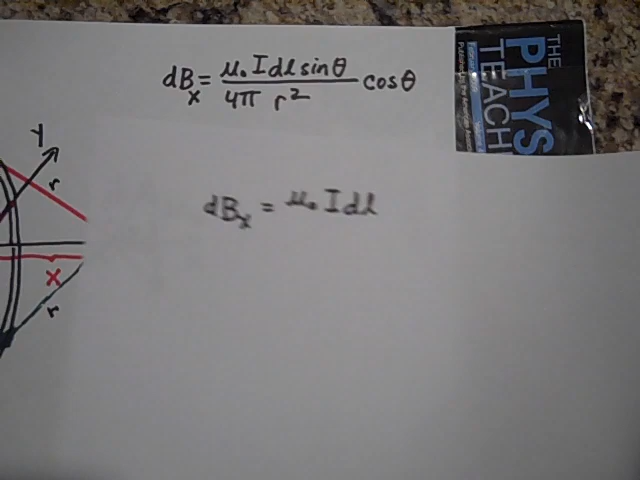 dBₓ = μ₀ I dl sinθ / 4π r² cosθ
THE
PHYS
TEACH
y
r
dBₓ = μ₀ I dl
x
r